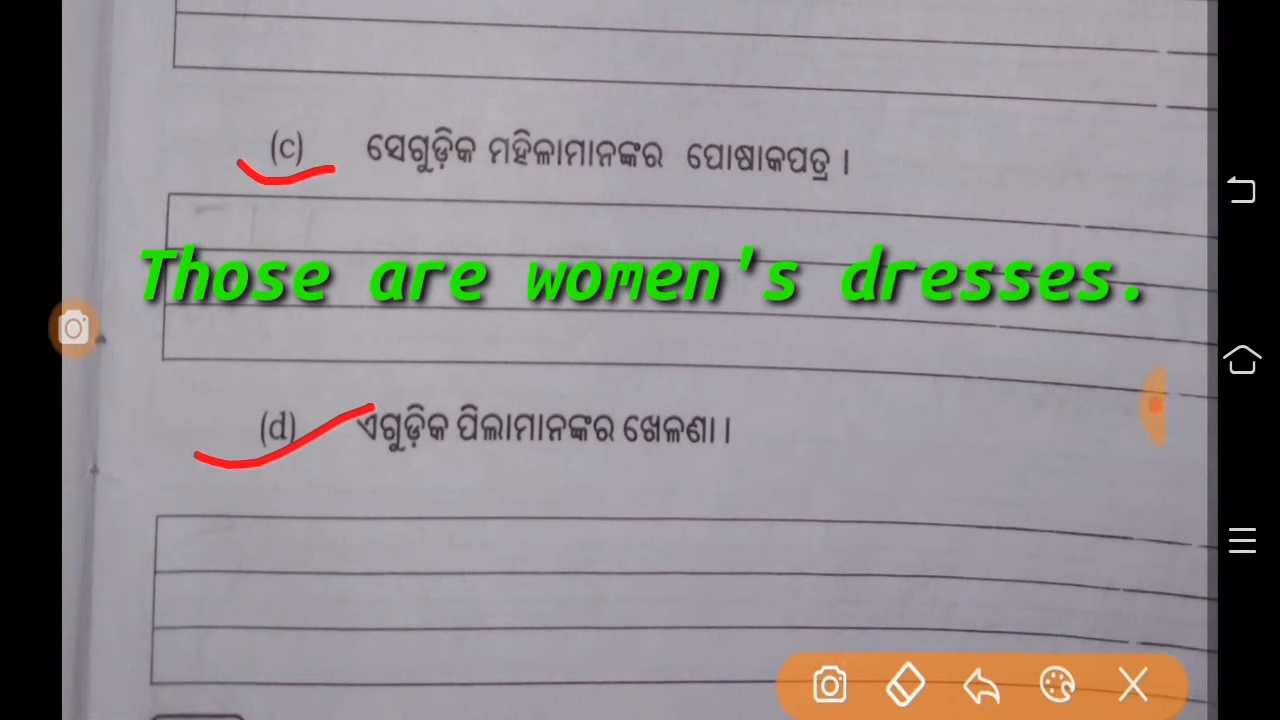 (c) ସେଗୁଡ଼ିକ ମହିଳାମାନଙ୍କର ପୋଷାକପତ୍ର ।
Those are women's dresses.
(d) ଏଗୁଡ଼ିକ ପିଲାମାନଙ୍କର ଖେଳଣା ।